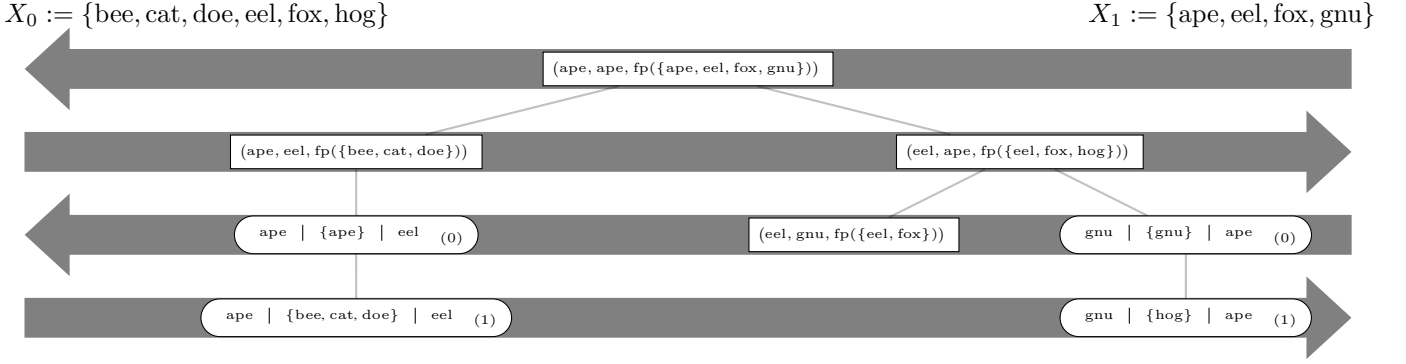 X₀ := {bee, cat, doe, eel, fox, hog} X₁ := {ape, eel, fox, gnu}
(ape, ape, fp({ape, eel, fox, gnu}))
(ape, eel, fp({bee, cat, doe})) (eel, ape, fp({eel, fox, hog}))
ape | {ape} | eel (0) (eel, gnu, fp({eel, fox})) gnu | {gnu} | ape (0)
ape | {bee, cat, doe} | eel (1) gnu | {hog} | ape (1)